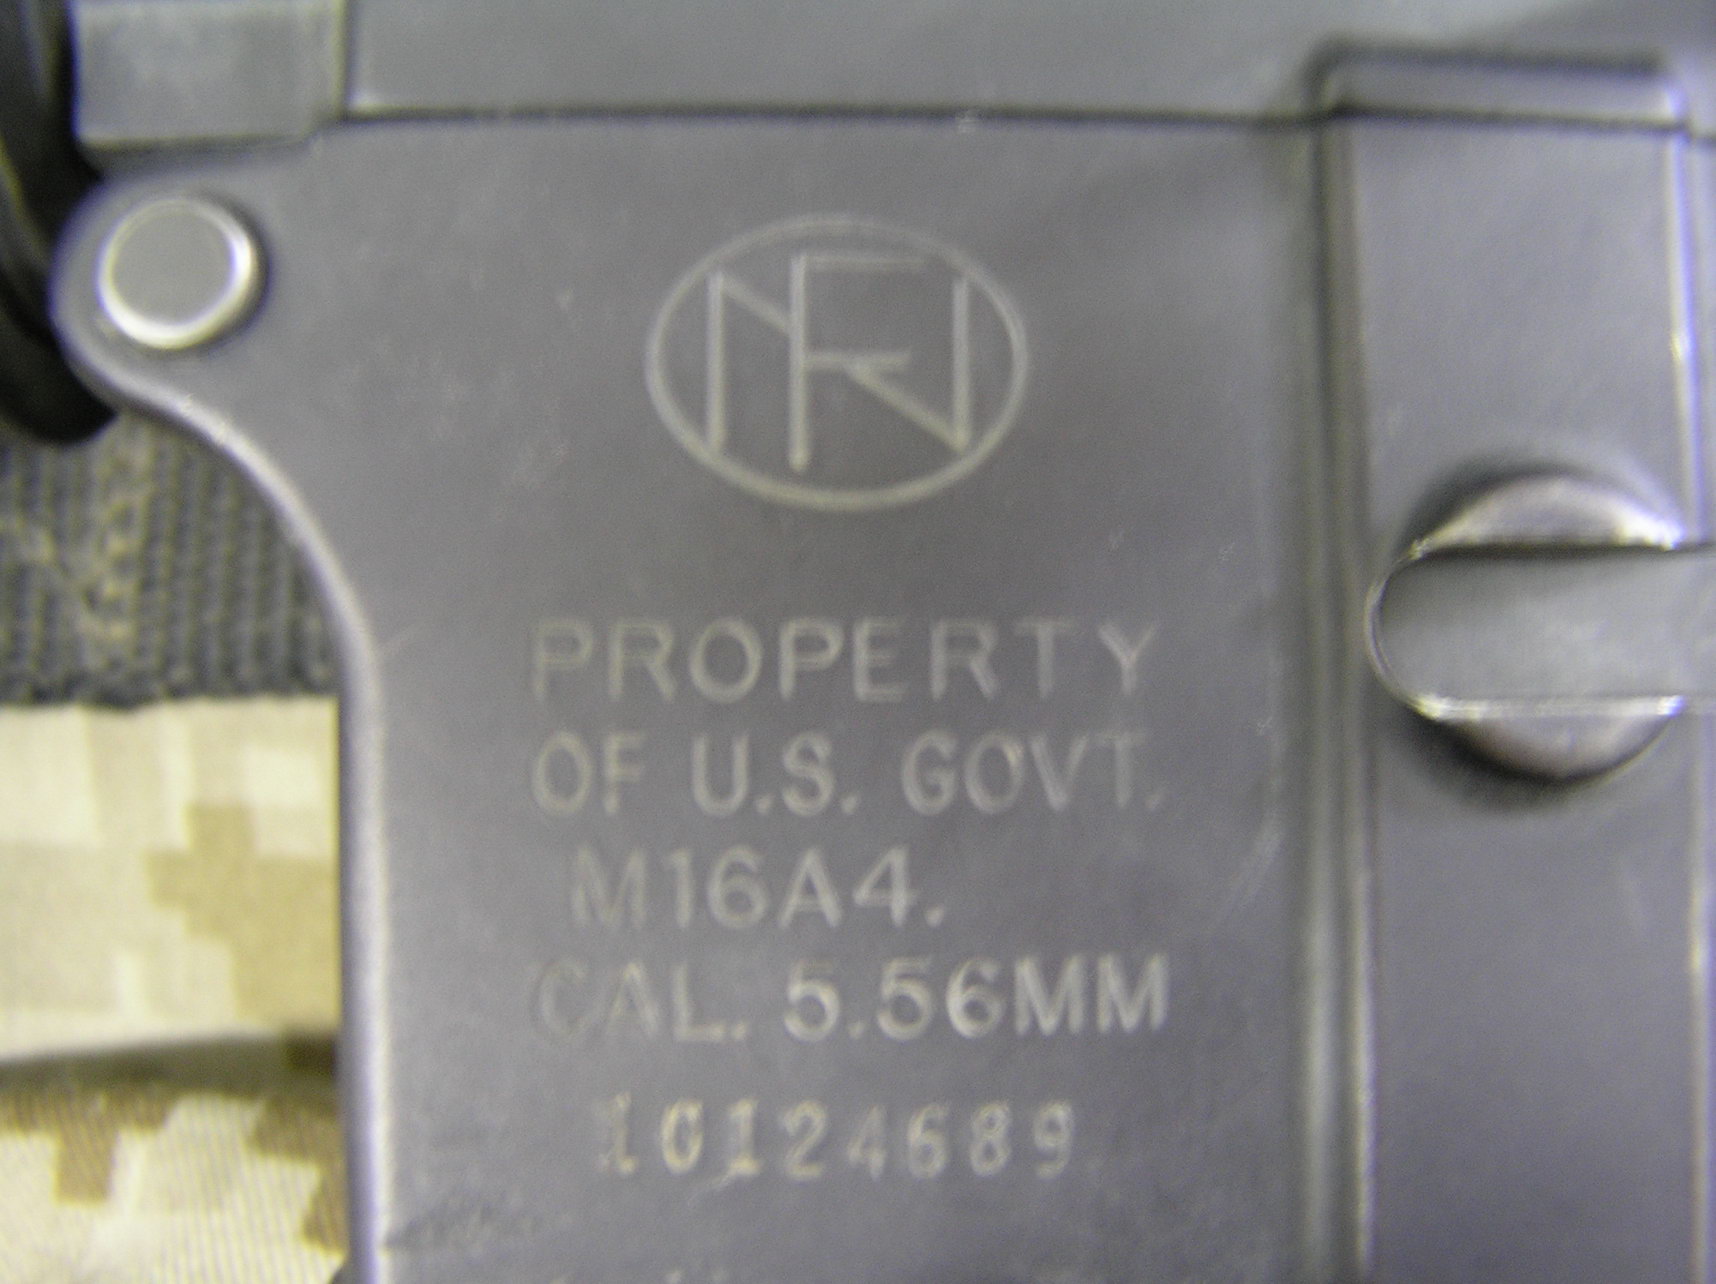 FN
PROPERTY
OF U.S. GOVT.
M16A4.
CAL. 5.56MM
10124689